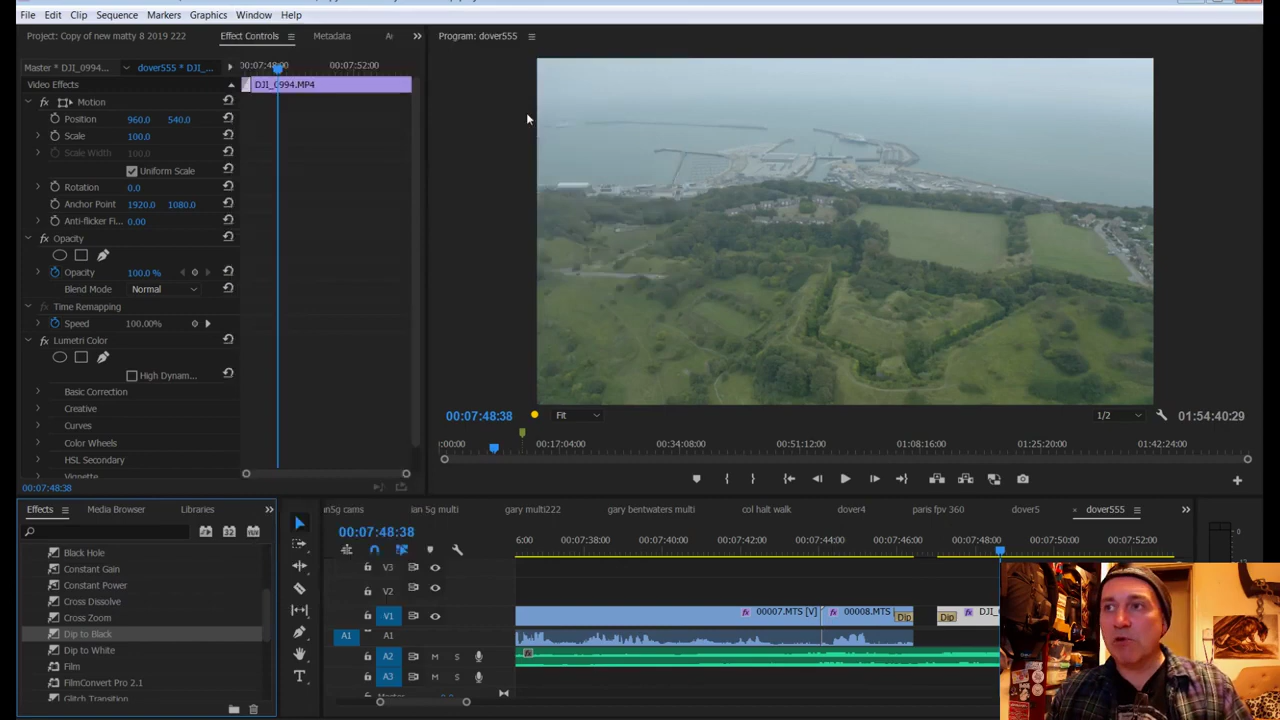 File Edit Clip Sequence Markers Graphics Window Help
Project: Copy of new matty 8 2019 222
Effect Controls
Metadata
Program: dover555
Master * DJI_0994...
dover555 * DJI_...
00:07:48:00
00:07:52:00
Video Effects
DJI_0994.MP4
fx Motion
Position 960.0 540.0
Scale 100.0
Scale Width 100.0
Uniform Scale
Rotation 0.0
Anchor Point 1920.0 1080.0
Anti-flicker Fi... 0.00
fx Opacity
Opacity 100.0 %
Blend Mode Normal
fx Time Remapping
Speed 100.00%
fx Lumetri Color
High Dynam...
Basic Correction
Creative
Curves
Color Wheels
HSL Secondary
Vignette
00:07:48:38
00:07:48:38
Fit
1/2
01:54:40:29
:00:00 00:17:04:00 00:34:08:00 00:51:12:00 01:08:16:00 01:25:20:00 01:42:24:00
Effects
Media Browser
Libraries
Black Hole
Constant Gain
Constant Power
Cross Dissolve
Cross Zoom
Dip to Black
Dip to White
Film
FilmConvert Pro 2.1
Glitch Transition
ian 5g multi
gary multi222
gary bentwaters multi
col halt walk
dover4
paris fpv 360
dover5
dover555
00:07:48:38
6:00 00:07:38:00 00:07:40:00 00:07:42:00 00:07:44:00 00:07:46:00 00:07:48:00 00:07:50:00 00:07:52:00
V3
V2
V1
fx 00007.MTS [V]
fx 00008.MTS
Dip
Dip
fx
A1 A1
A2 M S
A3 M S
0